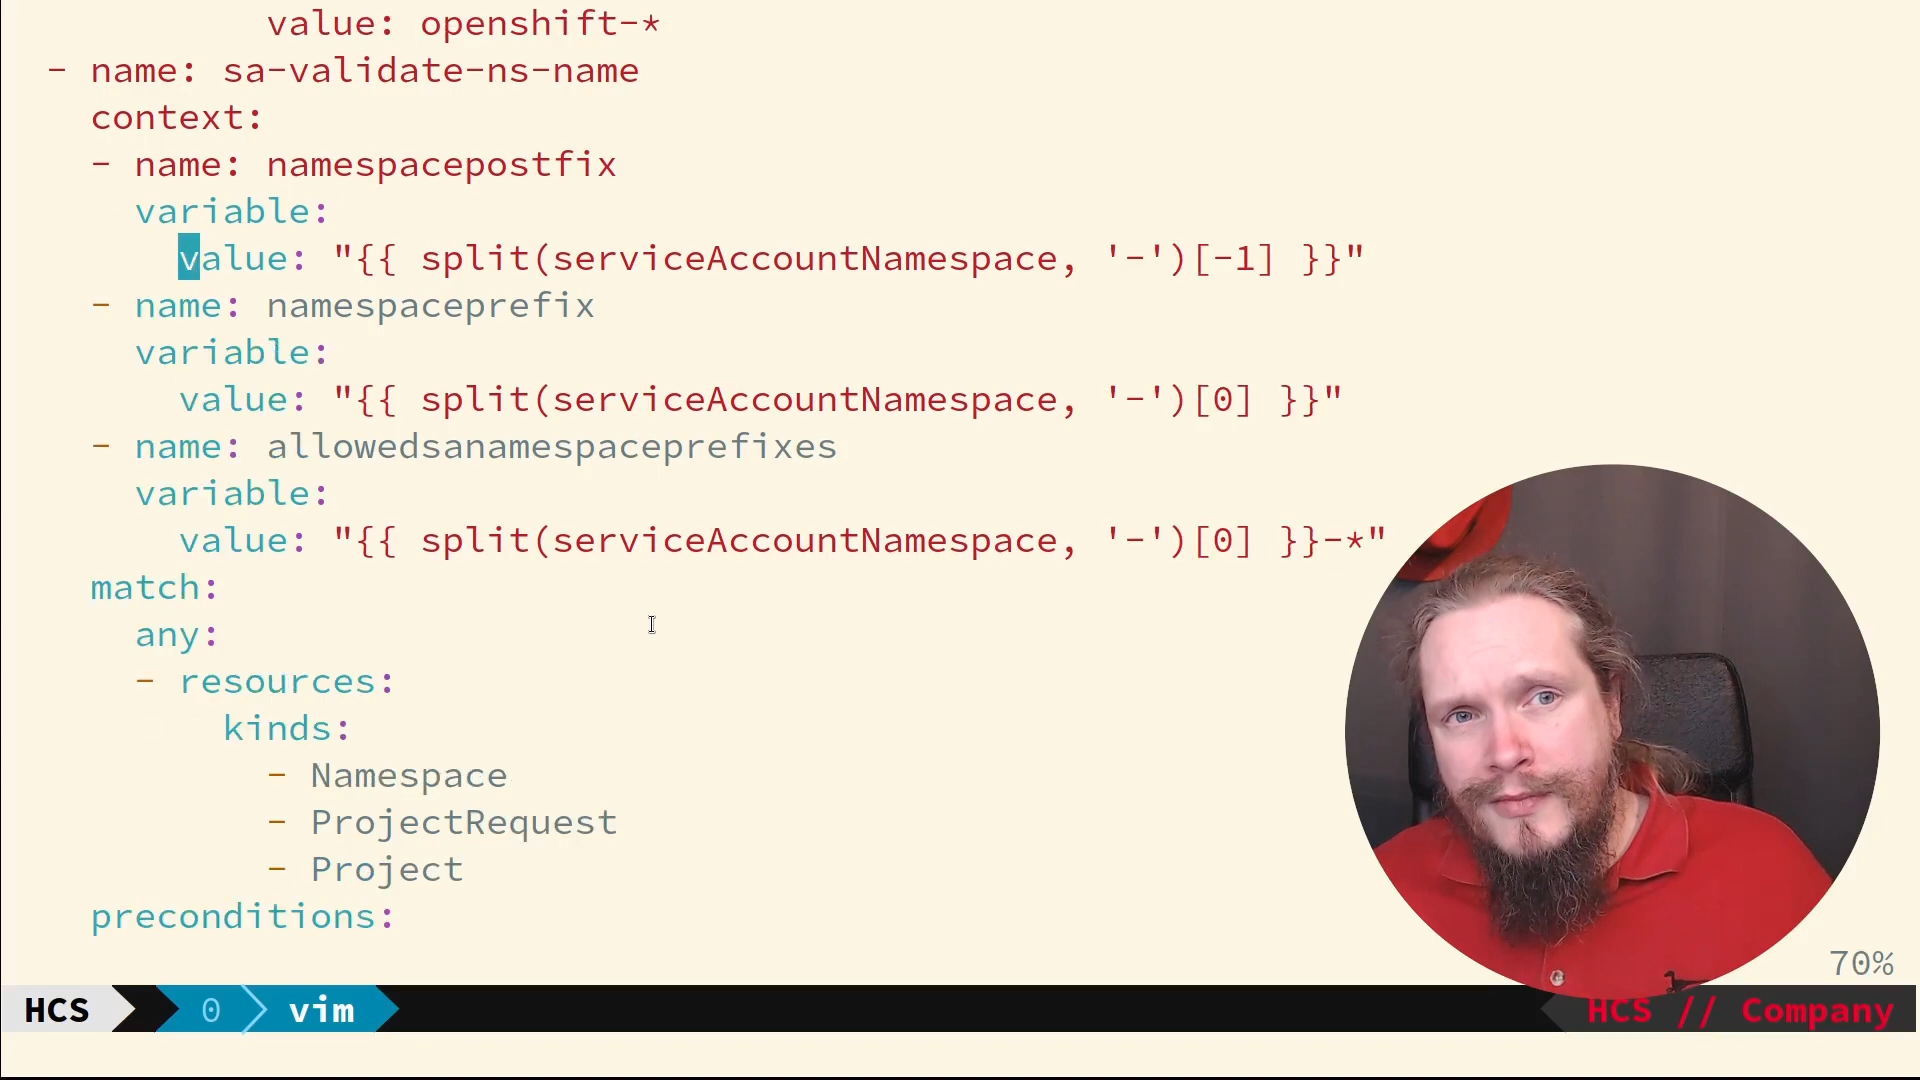 value: openshift-*
- name: sa-validate-ns-name
context:
- name: namespacepostfix
variable:
value: "{{ split(serviceAccountNamespace, '-')[-1] }}"
- name: namespaceprefix
variable:
value: "{{ split(serviceAccountNamespace, '-')[0] }}"
- name: allowedsanamespaceprefixes
variable:
value: "{{ split(serviceAccountNamespace, '-')[0] }}-*"
match:
any:
- resources:
kinds:
- Namespace
- ProjectRequest
- Project
preconditions:
70%
HCS 0 vim HCS // Company